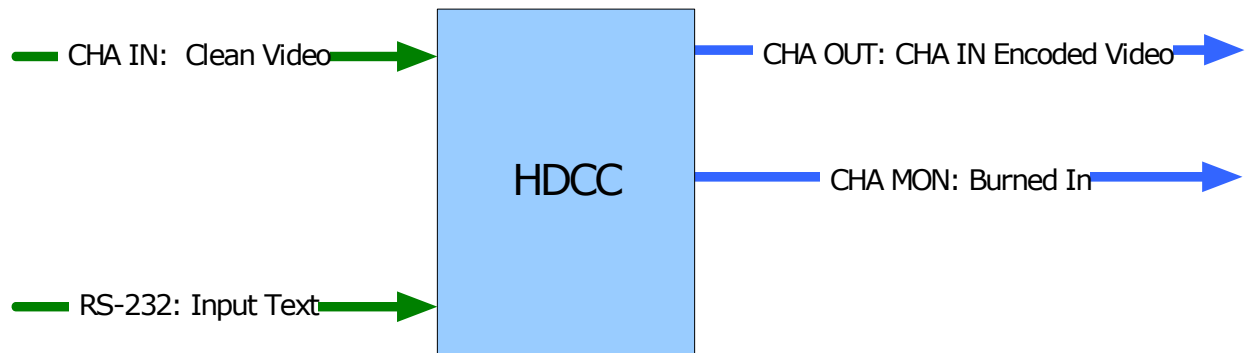 CHA IN:  Clean Video
CHA OUT: CHA IN Encoded Video
HDCC
CHA MON: Burned In
RS-232: Input Text